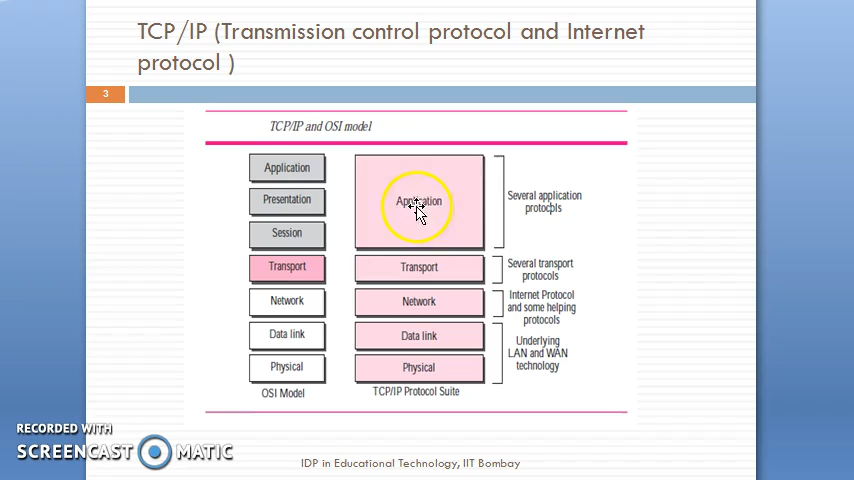 TCP/IP (Transmission control protocol and Internet
protocol )
3
TCP/IP and OSI model
Application
Presentation
Session
Transport
Network
Data link
Physical
OSI Model
Application
Transport
Network
Data link
Physical
TCP/IP Protocol Suite
Several application
protocols
Several transport
protocols
Internet Protocol
and some helping
protocols
Underlying
LAN and WAN
technology
RECORDED WITH
SCREENCAST MATIC
IDP in Educational Technology, IIT Bombay